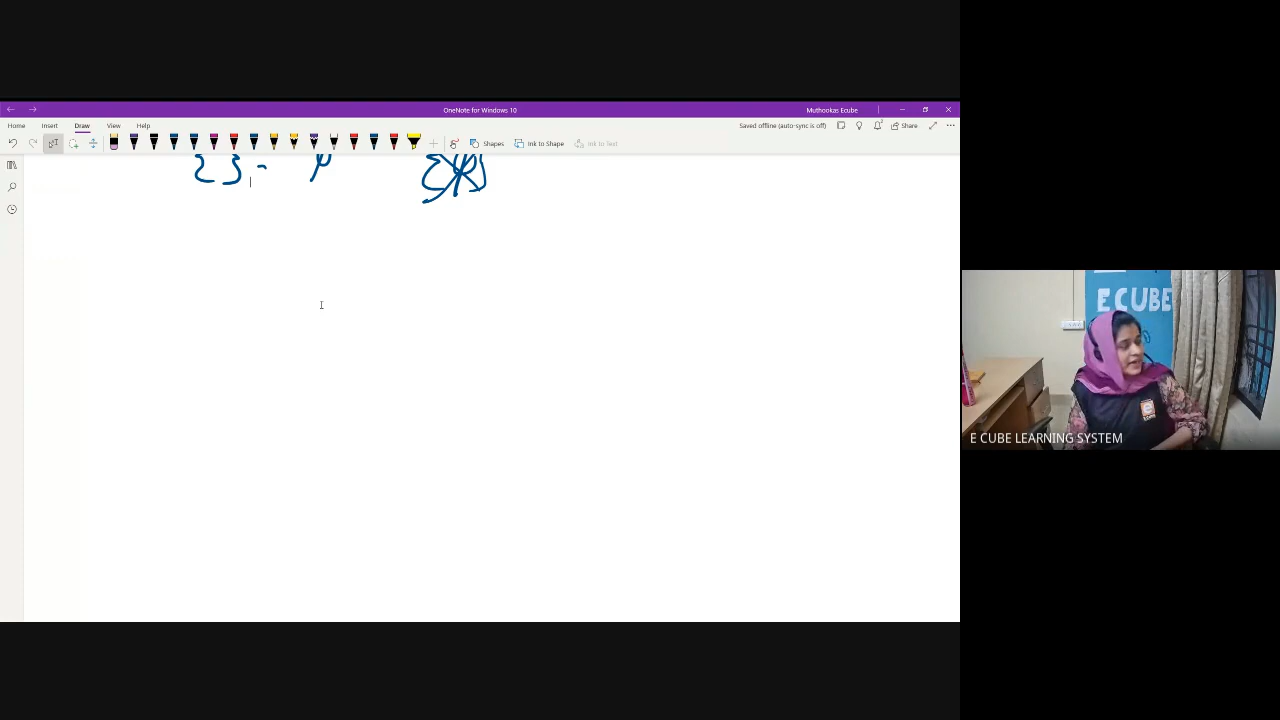 OneNote for Windows 10
Muthookas Ecube
Home Insert Draw View Help
Saved offline (auto-sync is off)
Share
Shapes
Ink to Shape
Ink to Text
{ } -
E CUBE
E CUBE LEARNING SYSTEM